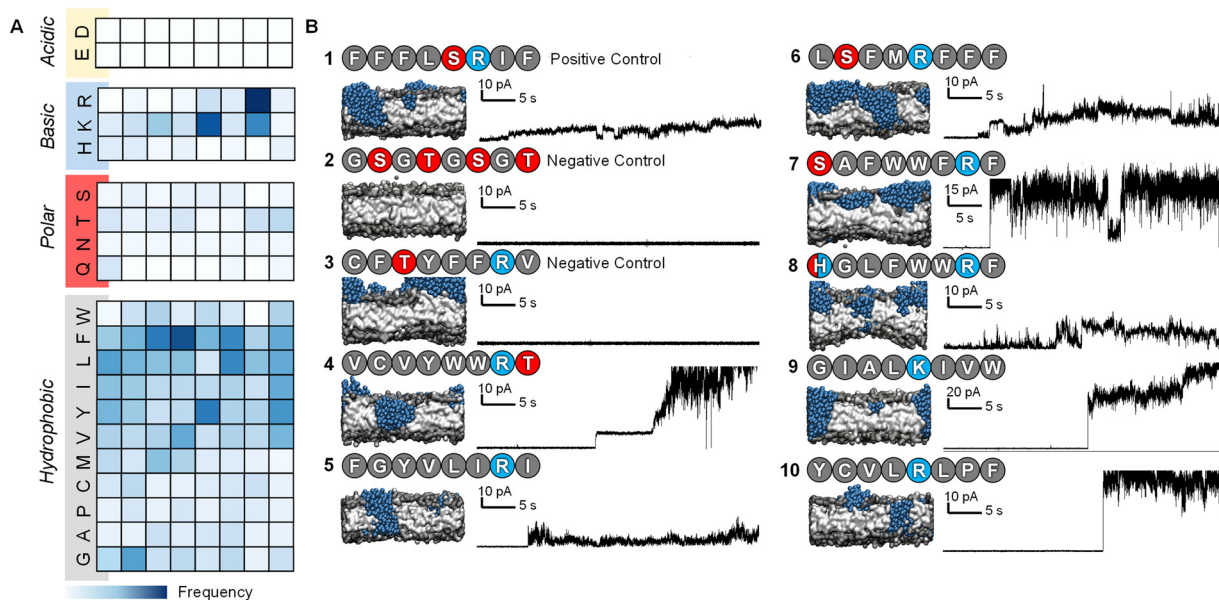 A
Acidic
E D
Basic
H K R
Polar
Q N T S
Hydrophobic
G A P C M V Y I L F W
Frequency
B
1 F F F L S R I F Positive Control
10 pA
5 s
2 G S G T G S G T Negative Control
10 pA
5 s
3 C F T Y F F R V Negative Control
10 pA
5 s
4 V C V Y W W R T
10 pA
5 s
5 F G Y V L I R I
10 pA
5 s
6 L S F M R F F F
10 pA
5 s
7 S A F W W F R F
15 pA
5 s
8 H G L F W W R F
10 pA
5 s
9 G I A L K I V W
20 pA
5 s
10 Y C V L R L P F
10 pA
5 s